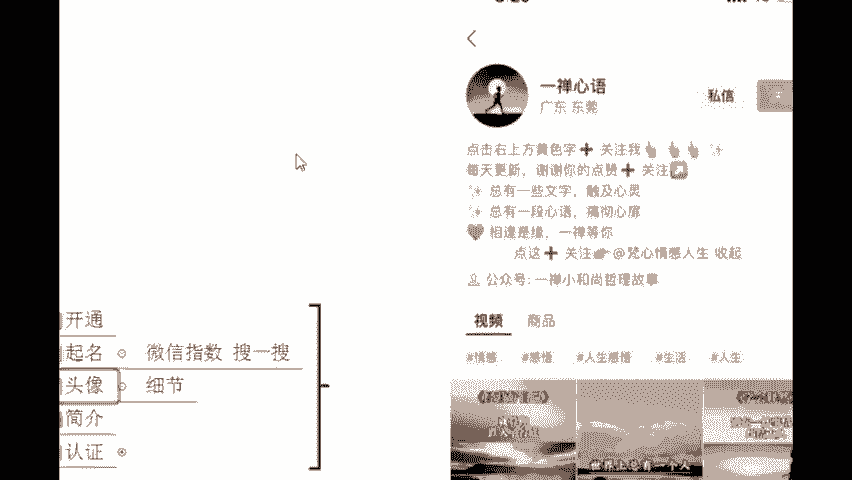 一禅心语
广东 东莞
私信
点击右上方黄色字➕ 关注我👆👆👆✨
每天更新，谢谢你的点赞➕ 关注↗️
✨ 总有一些文字，触及心灵
✨ 总有一段心语，痛彻心扉
❤️ 相逢是缘，一禅等你
点这➕ 关注👉@梵心情感人生 收起
公众号: 一禅小和尚哲理故事
视频 商品
#情感 #感悟 #人生感悟 #生活 #人生
世界上总有一个人
开通
起名 微信指数 搜一搜
头像 细节
简介
认证